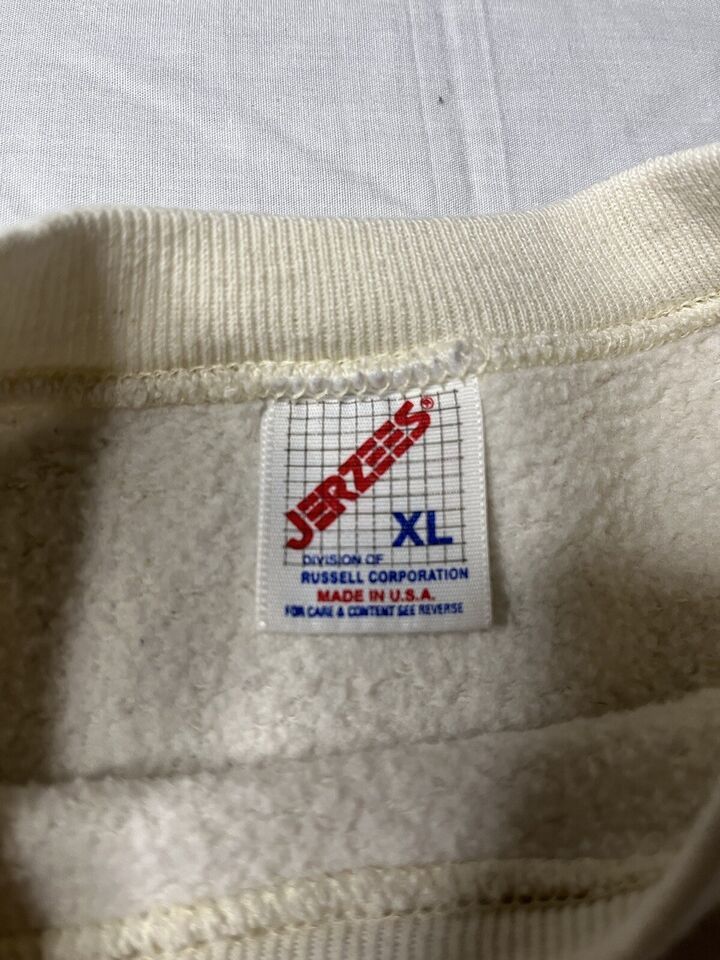 JERZEES®
XL
DIVISION OF
RUSSELL CORPORATION
MADE IN U.S.A.
FOR CARE & CONTENT SEE REVERSE